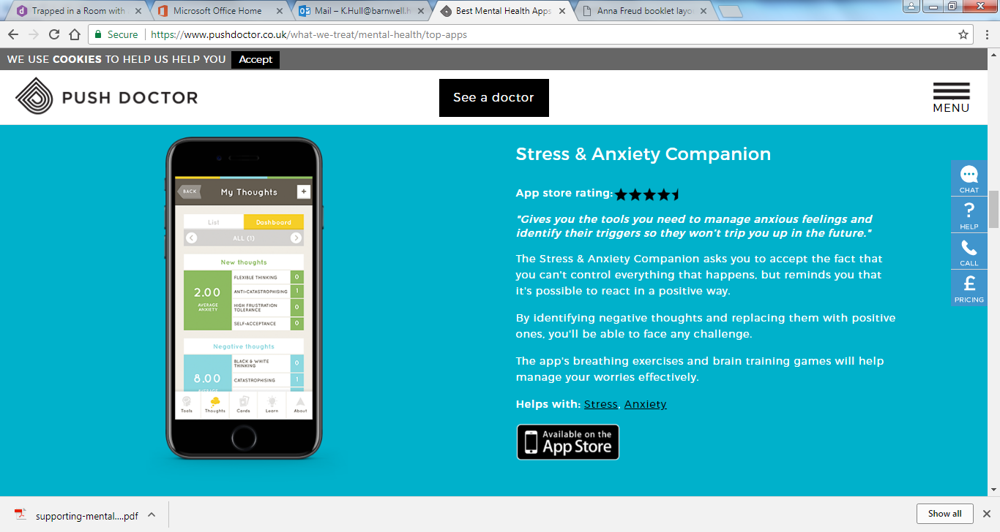 Trapped in a Room with
Microsoft Office Home
Mail – K.Hull@barnwell.h
Best Mental Health Apps
Anna Freud booklet layo
Secure
https://www.pushdoctor.co.uk/what-we-treat/mental-health/top-apps
WE USE COOKIES TO HELP US HELP YOU
Accept
PUSH DOCTOR
See a doctor
MENU
BACK
My Thoughts
+
List
Dashboard
ALL (1)
New thoughts
2.00
AVERAGE
ANXIETY
FLEXIBLE THINKING 0
ANTI-CATASTROPHISING 1
HIGH FRUSTRATION
TOLERANCE 0
SELF-ACCEPTANCE 0
Negative thoughts
8.00
AVERAGE
BLACK & WHITE
THINKING 0
CATASTROPHISING 1
Tools
Thoughts
Cards
Learn
About
Stress & Anxiety Companion
App store rating:
"Gives you the tools you need to manage anxious feelings and
identify their triggers so they won't trip you up in the future."
The Stress & Anxiety Companion asks you to accept the fact that
you can't control everything that happens, but reminds you that
it's possible to react in a positive way.
By identifying negative thoughts and replacing them with positive
ones, you'll be able to face any challenge.
The app's breathing exercises and brain training games will help
manage your worries effectively.
Helps with: Stress, Anxiety
Available on the
App Store
CHAT
?
HELP
CALL
£
PRICING
supporting-mental....pdf
Show all